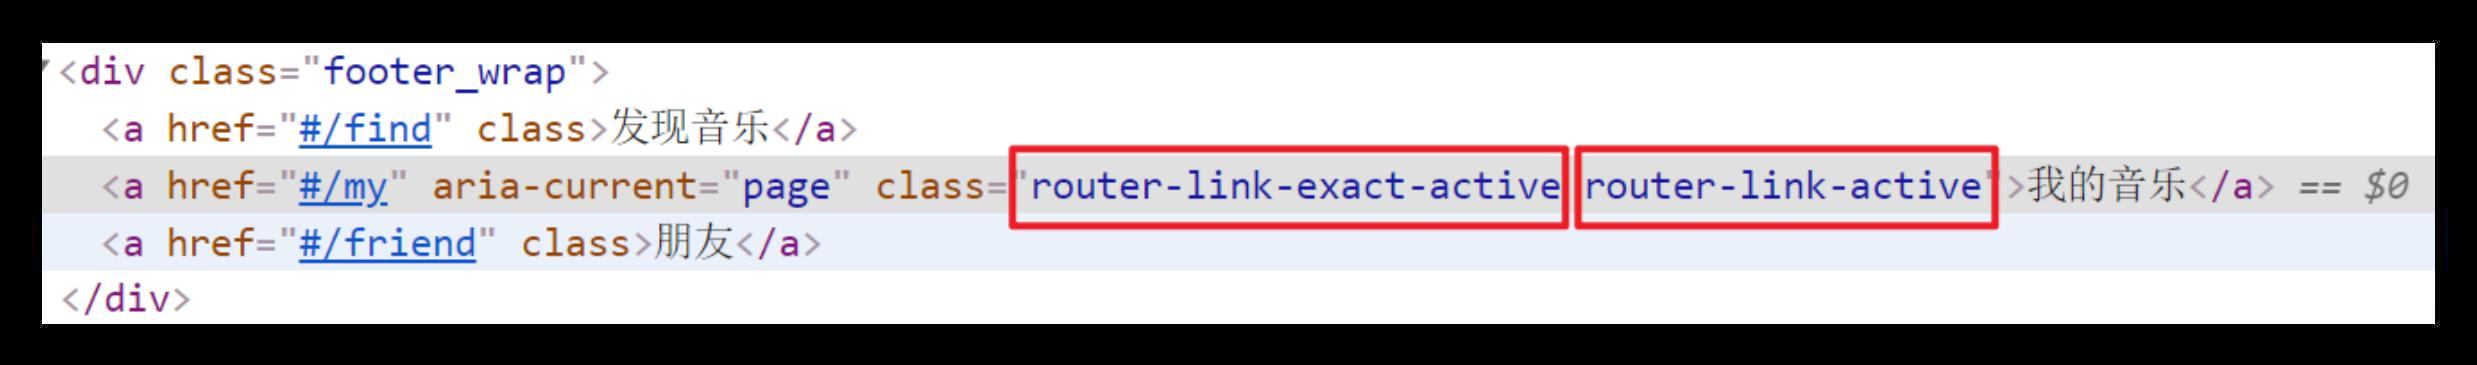 <div class="footer_wrap">
<a href="#/find" class>发现音乐</a>
<a href="#/my" aria-current="page" class="router-link-exact-active router-link-active">我的音乐</a> == $0
<a href="#/friend" class>朋友</a>
</div>